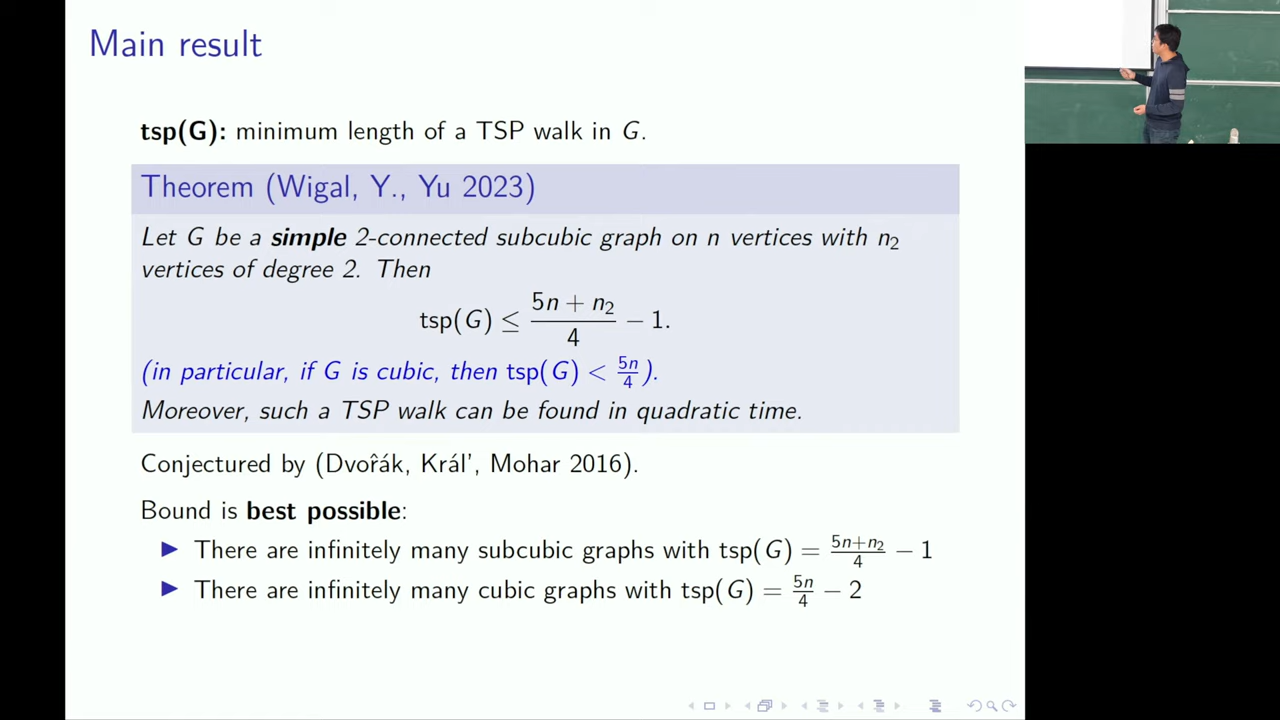 Main result
tsp(G): minimum length of a TSP walk in G.
Theorem (Wigal, Y., Yu 2023)
Let G be a simple 2-connected subcubic graph on n vertices with n₂
vertices of degree 2. Then
tsp(G) ≤ (5n + n₂)/4 − 1.
(in particular, if G is cubic, then tsp(G) < 5n/4).
Moreover, such a TSP walk can be found in quadratic time.
Conjectured by (Dvořák, Král', Mohar 2016).
Bound is best possible:
▶ There are infinitely many subcubic graphs with tsp(G) = (5n+n₂)/4 − 1
▶ There are infinitely many cubic graphs with tsp(G) = 5n/4 − 2